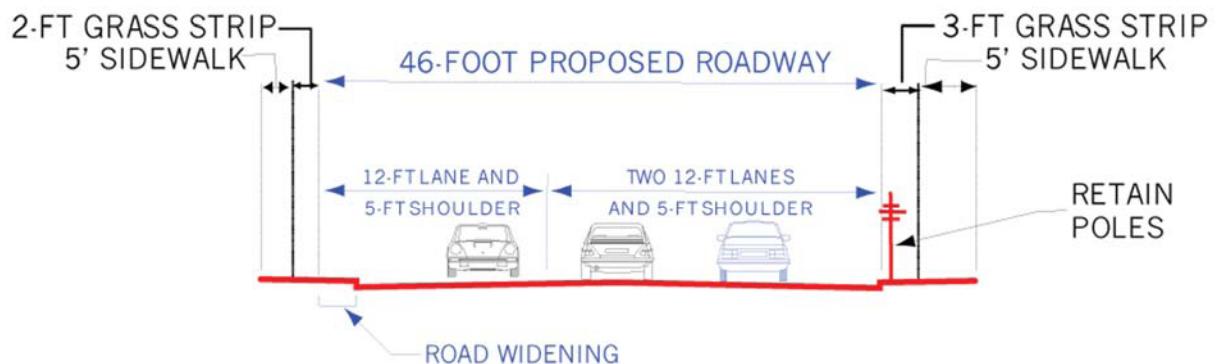 2-FT GRASS STRIP
5' SIDEWALK
46-FOOT PROPOSED ROADWAY
3-FT GRASS STRIP
5' SIDEWALK
12-FT LANE AND
5-FT SHOULDER
TWO 12-FT LANES
AND 5-FT SHOULDER
RETAIN
POLES
ROAD WIDENING